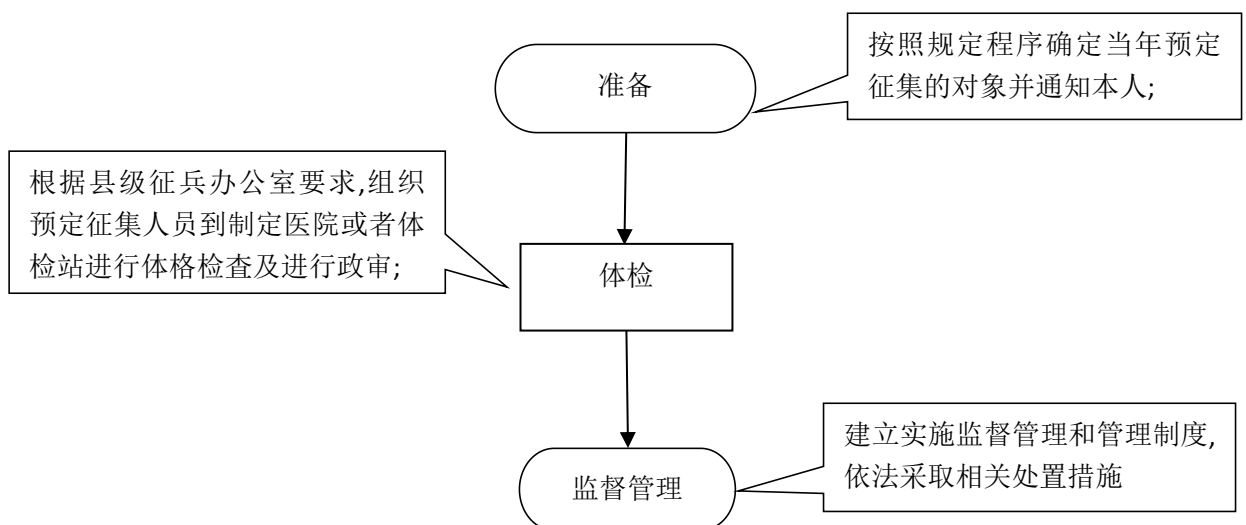 准备
按照规定程序确定当年预定
征集的对象并通知本人;
根据县级征兵办公室要求,组织
预定征集人员到制定医院或者体
检站进行体格检查及进行政审;
体检
监督管理
建立实施监督管理和管理制度,
依法采取相关处置措施